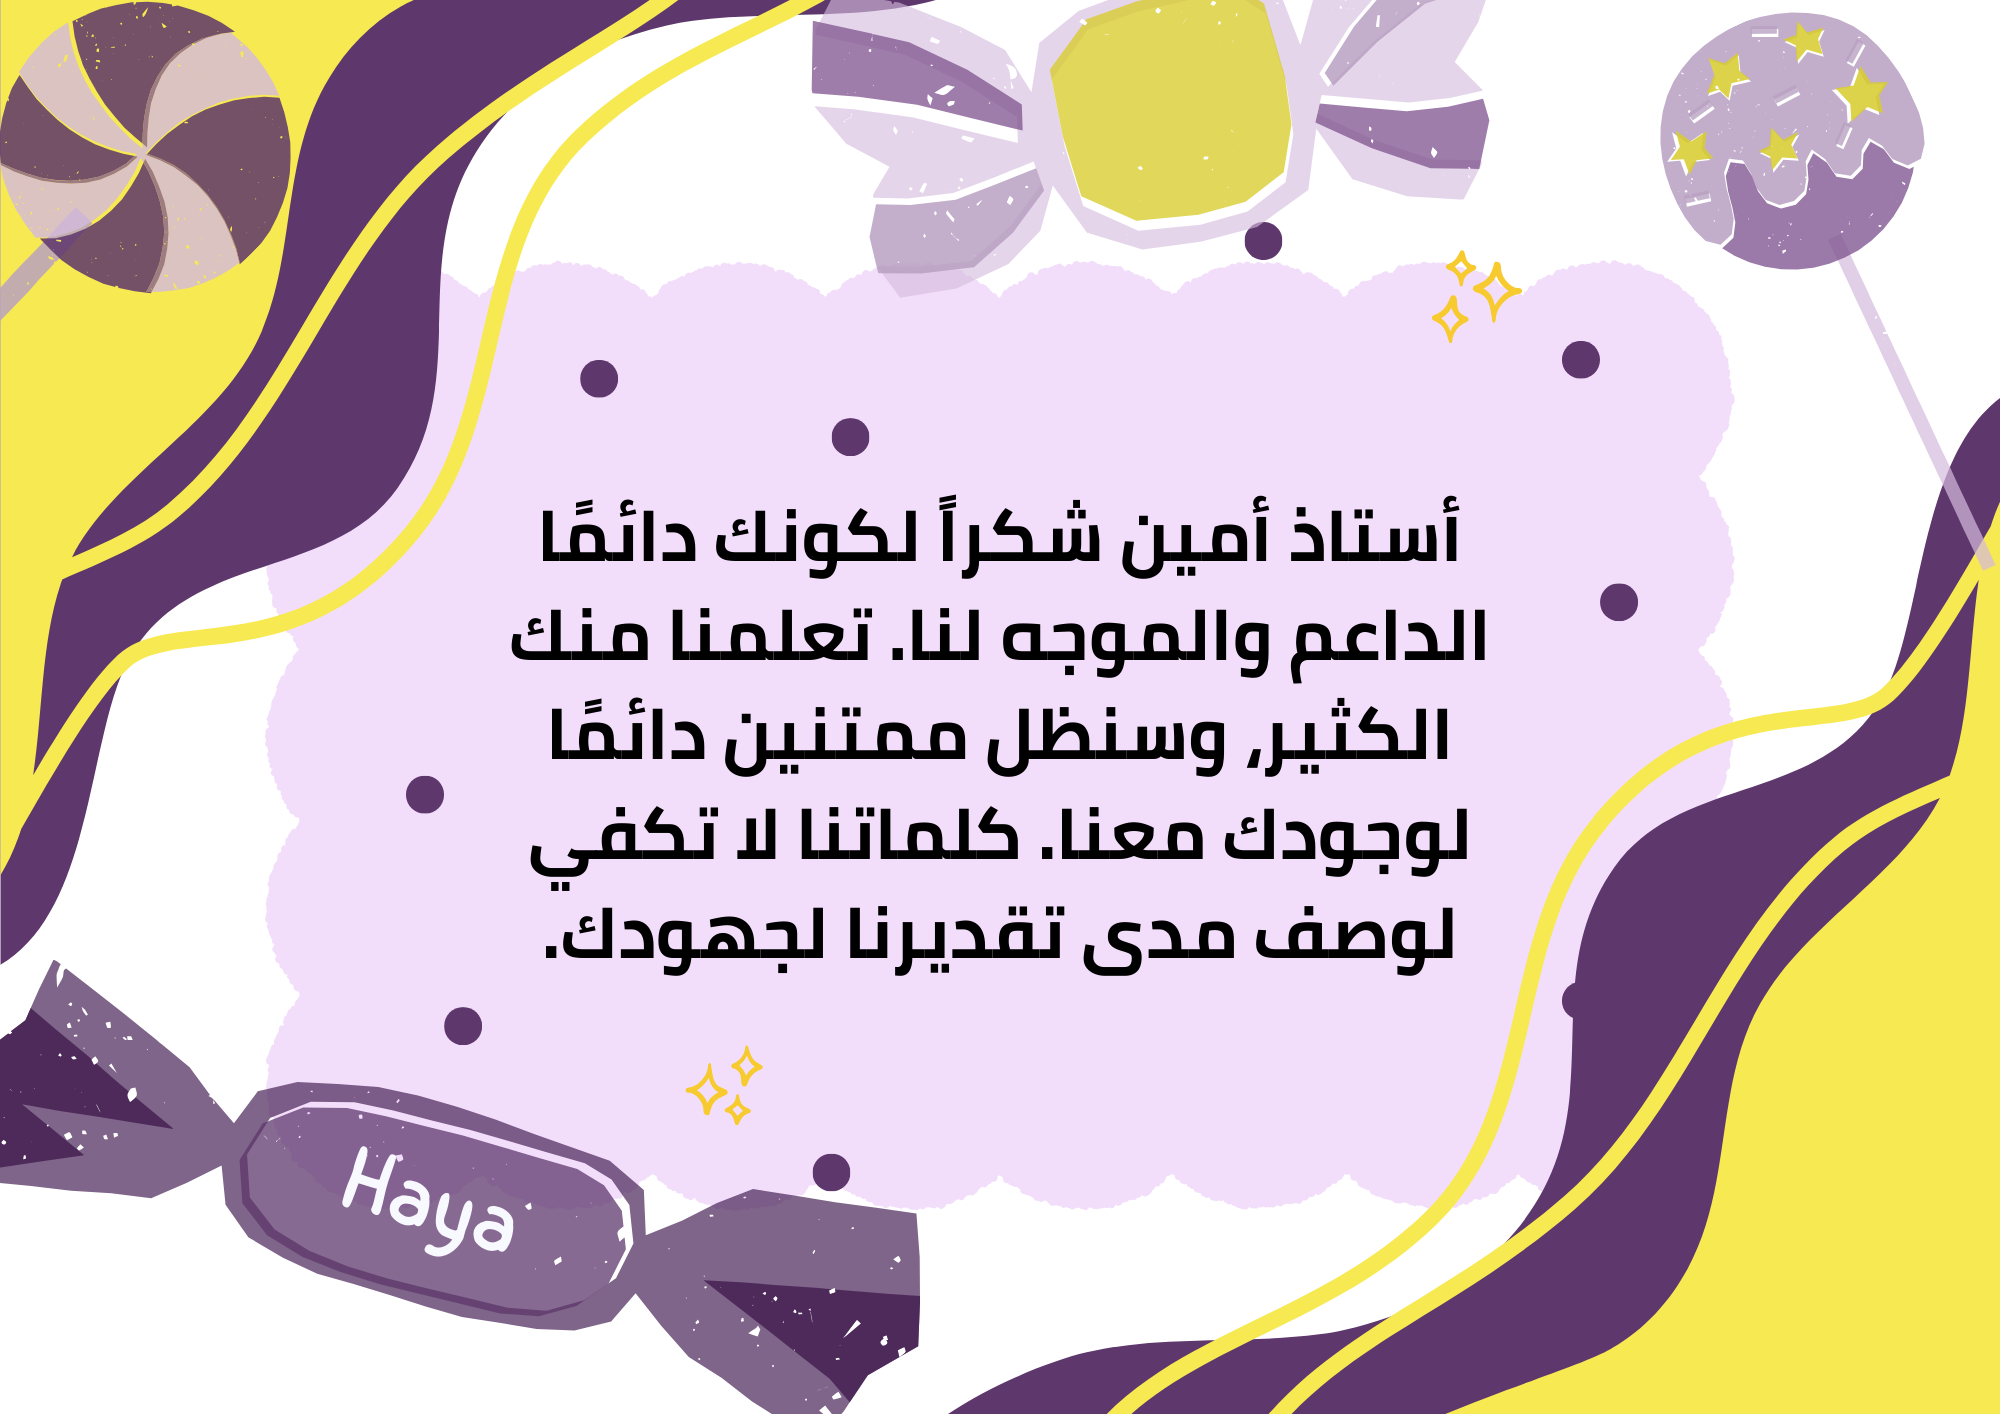 أستاذ أمين شكراً لكونك دائمًا
الداعم والموجه لنا. تعلمنا منك
الكثير، وسنظل ممتنين دائمًا
لوجودك معنا. كلماتنا لا تكفي
لوصف مدى تقديرنا لجهودك.
Haya